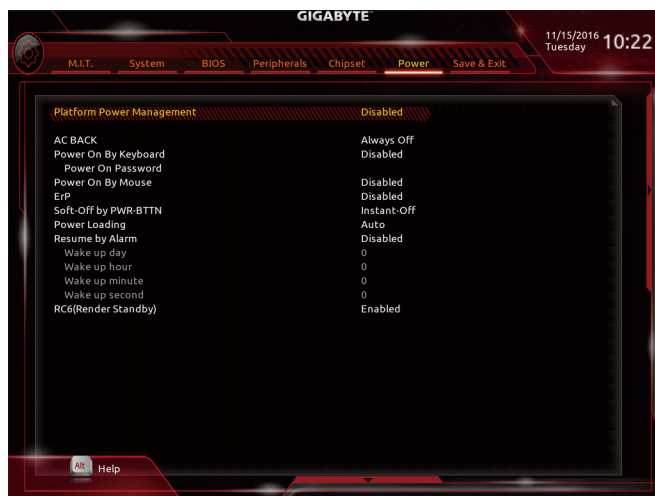 GIGABYTE™
11/15/2016 10:22
Tuesday
M.I.T. System BIOS Peripherals Chipset Power Save & Exit
Platform Power Management Disabled
AC BACK Always Off
Power On By Keyboard Disabled
Power On Password
Power On By Mouse Disabled
ErP Disabled
Soft-Off by PWR-BTTN Instant-Off
Power Loading Auto
Resume by Alarm Disabled
Wake up day 0
Wake up hour 0
Wake up minute 0
Wake up second 0
RC6(Render Standby) Enabled
Alt Help